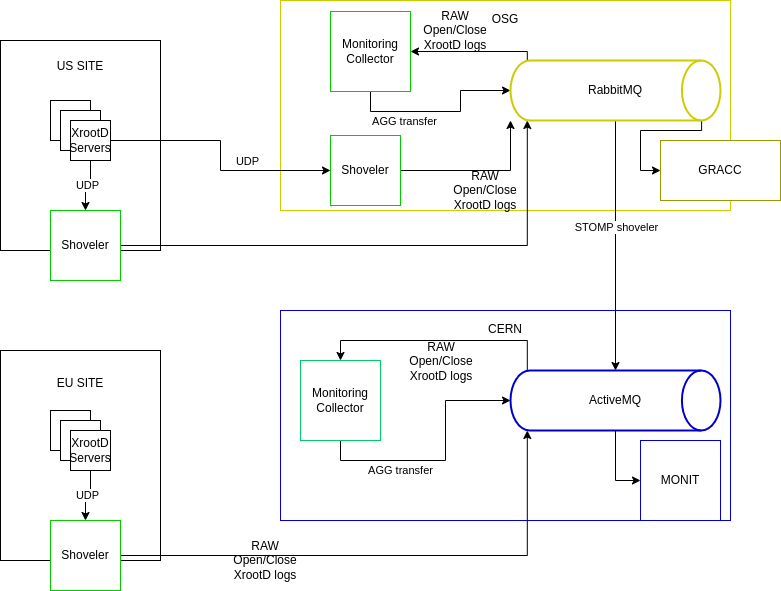 OSG
RAW
Open/Close
XrootD logs
Monitoring
Collector
US SITE
RabbitMQ
AGG transfer
XrootD
Servers
UDP
Shoveler
GRACC
UDP
RAW
Open/Close
XrootD logs
Shoveler
STOMP shoveler
CERN
RAW
Open/Close
XrootD logs
EU SITE
Monitoring
Collector
ActiveMQ
XrootD
Servers
AGG transfer
MONIT
UDP
Shoveler
RAW
Open/Close
XrootD logs